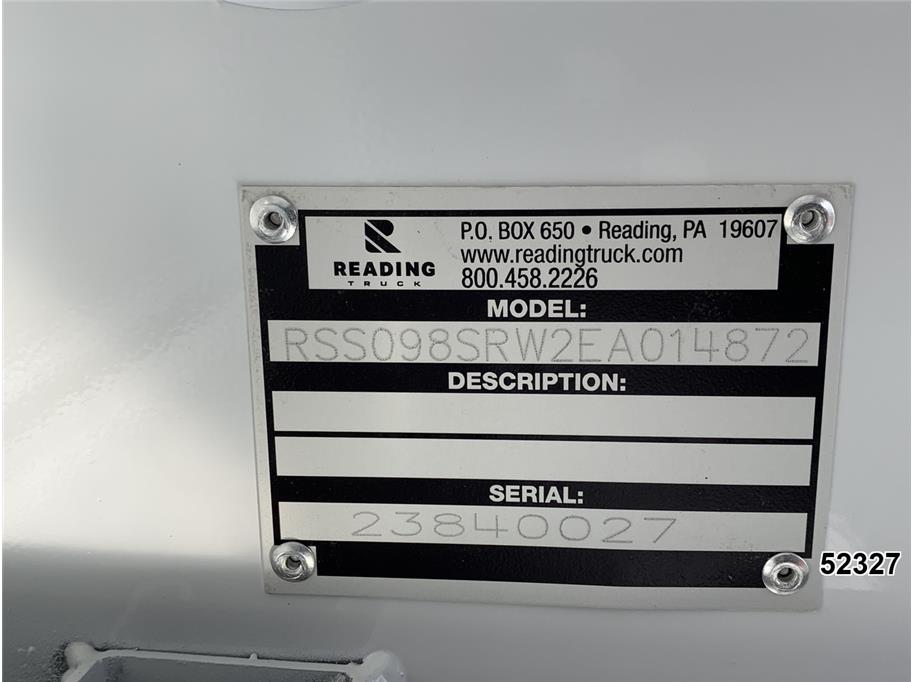 READING
TRUCK
P.O. BOX 650 • Reading, PA 19607
www.readingtruck.com
800.458.2226
MODEL:
RSS098SRW2EA014872
DESCRIPTION:
SERIAL:
23840027
52327